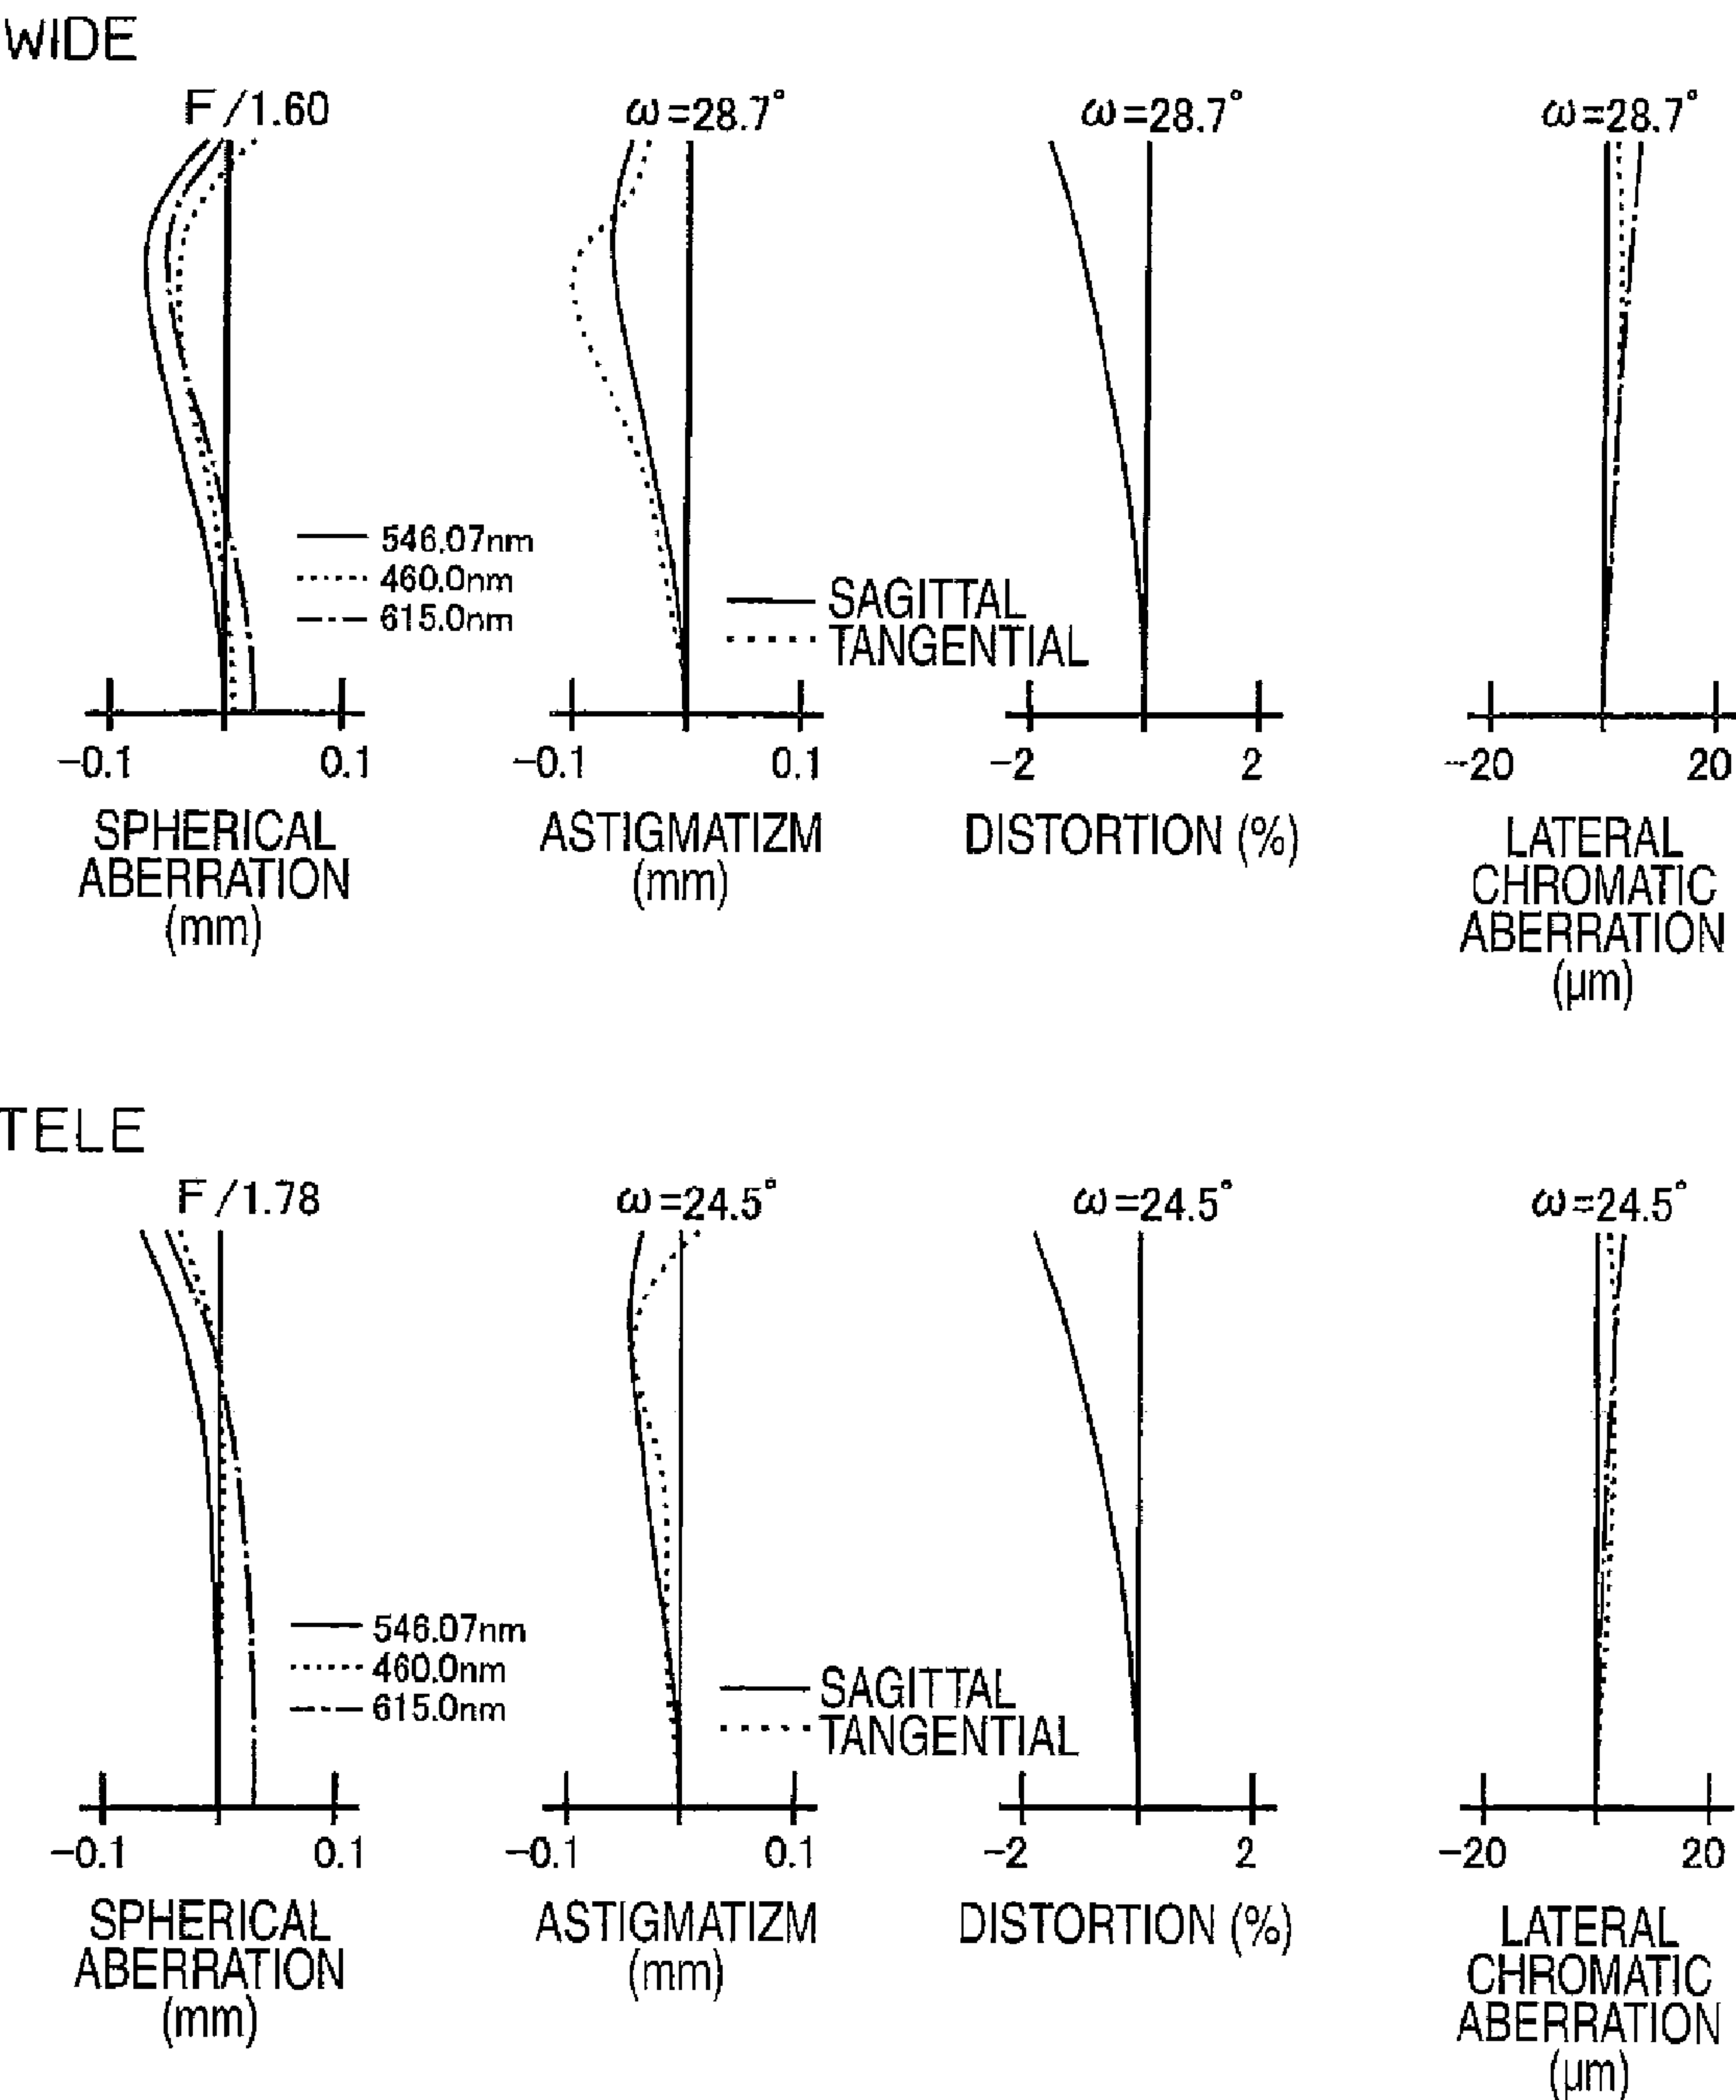 WIDE
F/1.60
ω=28.7°
ω=28.7°
ω=28.7°
546.07nm
460.0nm
615.0nm
SAGITTAL
TANGENTIAL
-0.1
0.1
-0.1
0.1
-2
2
-20
20
SPHERICAL
ABERRATION
(mm)
ASTIGMATIZM
(mm)
DISTORTION (%)
LATERAL
CHROMATIC
ABERRATION
(µm)
TELE
F/1.78
ω=24.5°
ω=24.5°
ω=24.5°
546.07nm
460.0nm
615.0nm
SAGITTAL
TANGENTIAL
-0.1
0.1
-0.1
0.1
-2
2
-20
20
SPHERICAL
ABERRATION
(mm)
ASTIGMATIZM
(mm)
DISTORTION (%)
LATERAL
CHROMATIC
ABERRATION
(µm)